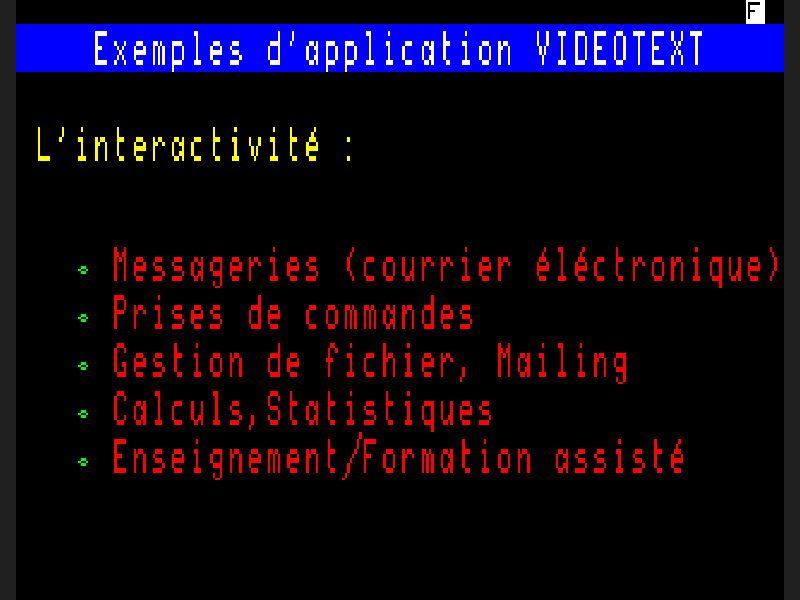 F
Exemples d'application VIDEOTEXT
L'interactivité :
Messageries (courrier éléctronique)
Prises de commandes
Gestion de fichier, Mailing
Calculs,Statistiques
Enseignement/Formation assisté